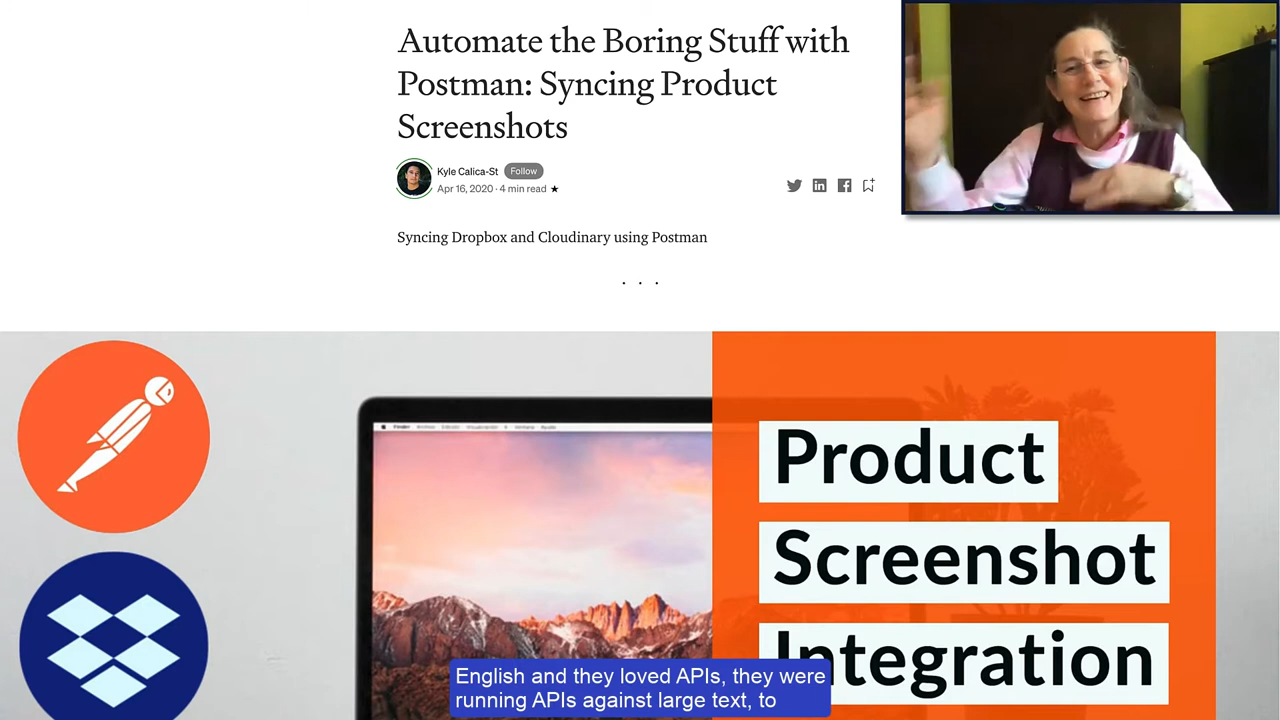 Automate the Boring Stuff with
Postman: Syncing Product
Screenshots
Kyle Calica-St
Follow
Apr 16, 2020 · 4 min read ★
Syncing Dropbox and Cloudinary using Postman
. . .
Finder
Product
Screenshot
Integration
English and they loved APIs, they were
running APIs against large text, to